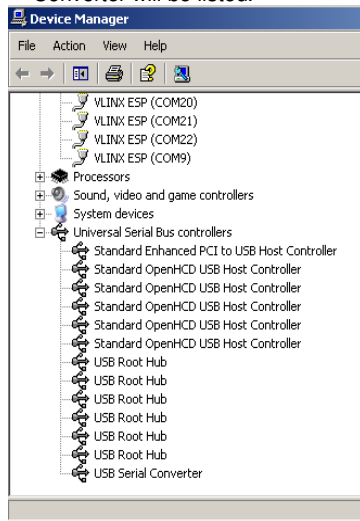 Converter will be listed.
Device Manager
File Action View Help
VLINX ESP (COM20)
VLINX ESP (COM21)
VLINX ESP (COM22)
VLINX ESP (COM9)
Processors
Sound, video and game controllers
System devices
Universal Serial Bus controllers
Standard Enhanced PCI to USB Host Controller
Standard OpenHCD USB Host Controller
Standard OpenHCD USB Host Controller
Standard OpenHCD USB Host Controller
Standard OpenHCD USB Host Controller
Standard OpenHCD USB Host Controller
USB Root Hub
USB Root Hub
USB Root Hub
USB Root Hub
USB Root Hub
USB Root Hub
USB Serial Converter